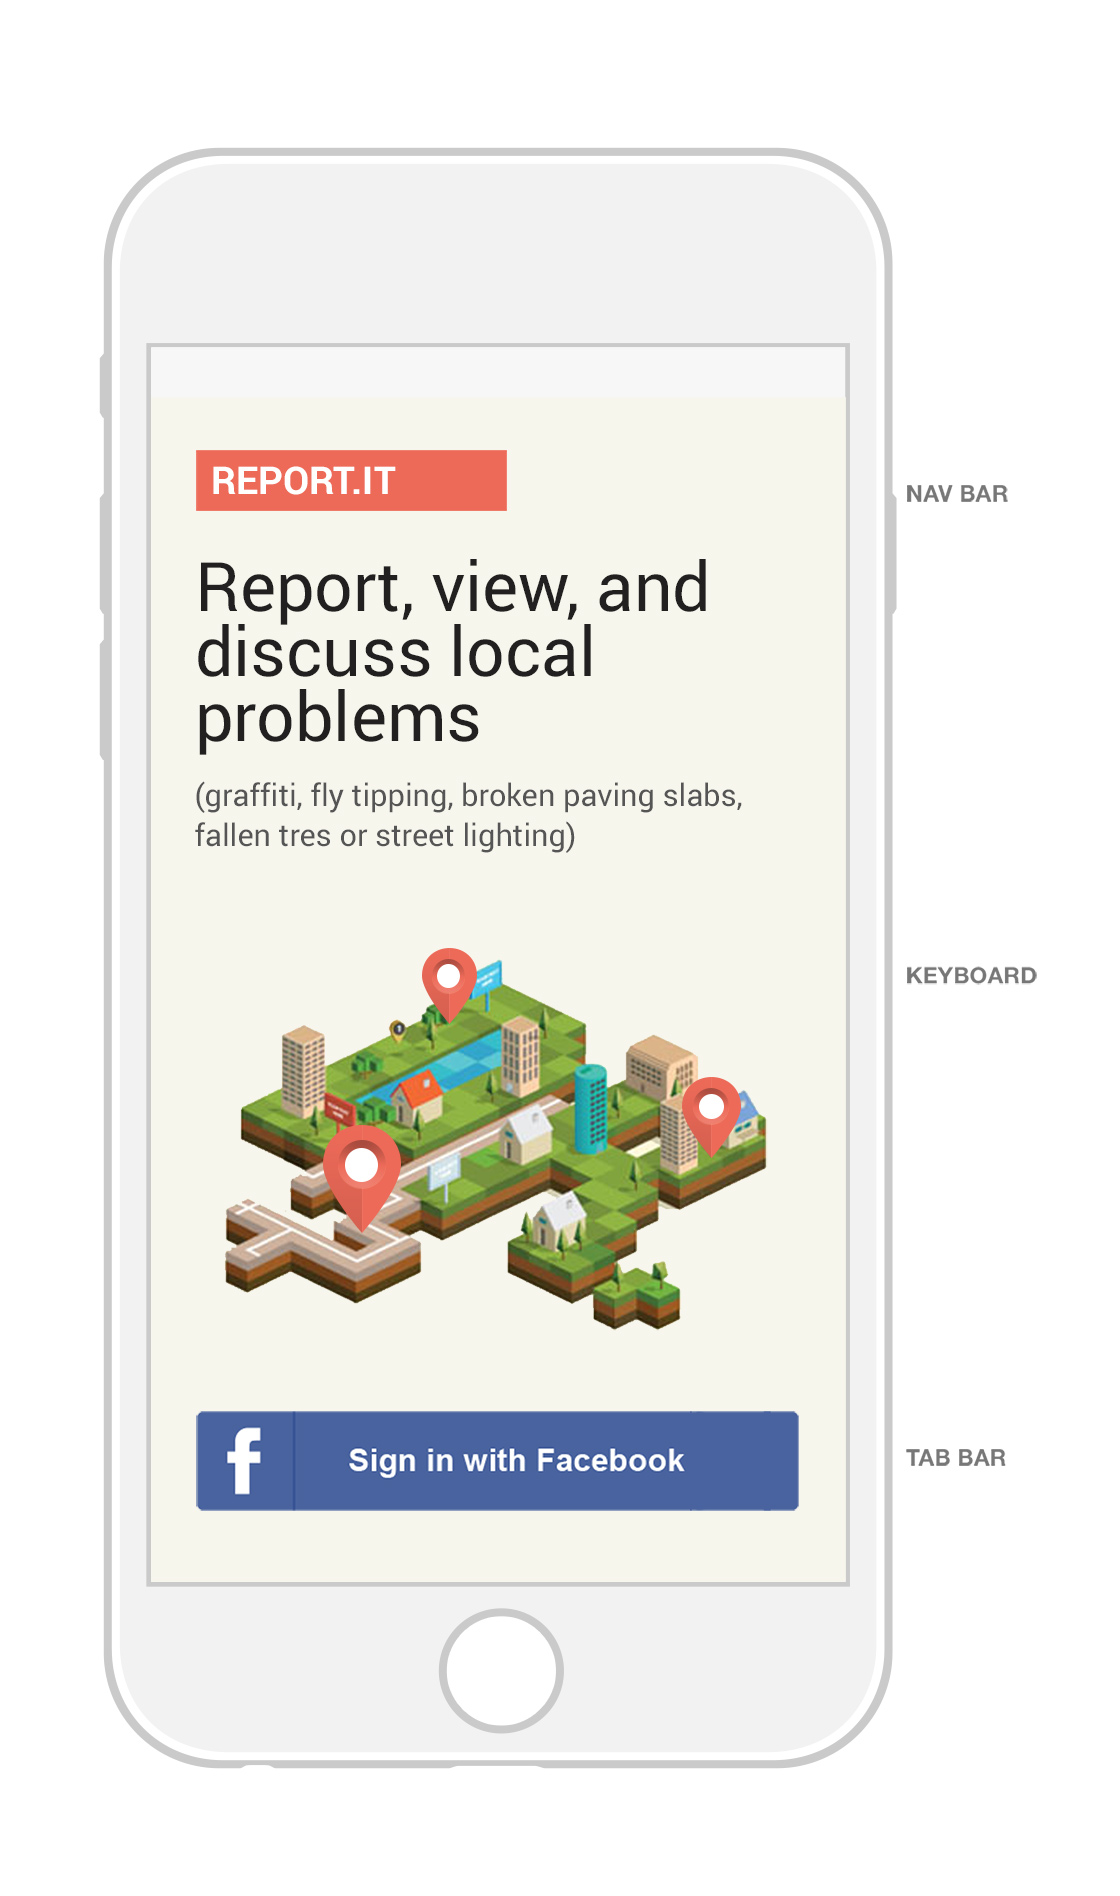 REPORT.IT
NAV BAR
Report, view, and
discuss local
problems
(graffiti, fly tipping, broken paving slabs,
fallen tres or street lighting)
KEYBOARD
f
Sign in with Facebook
TAB BAR